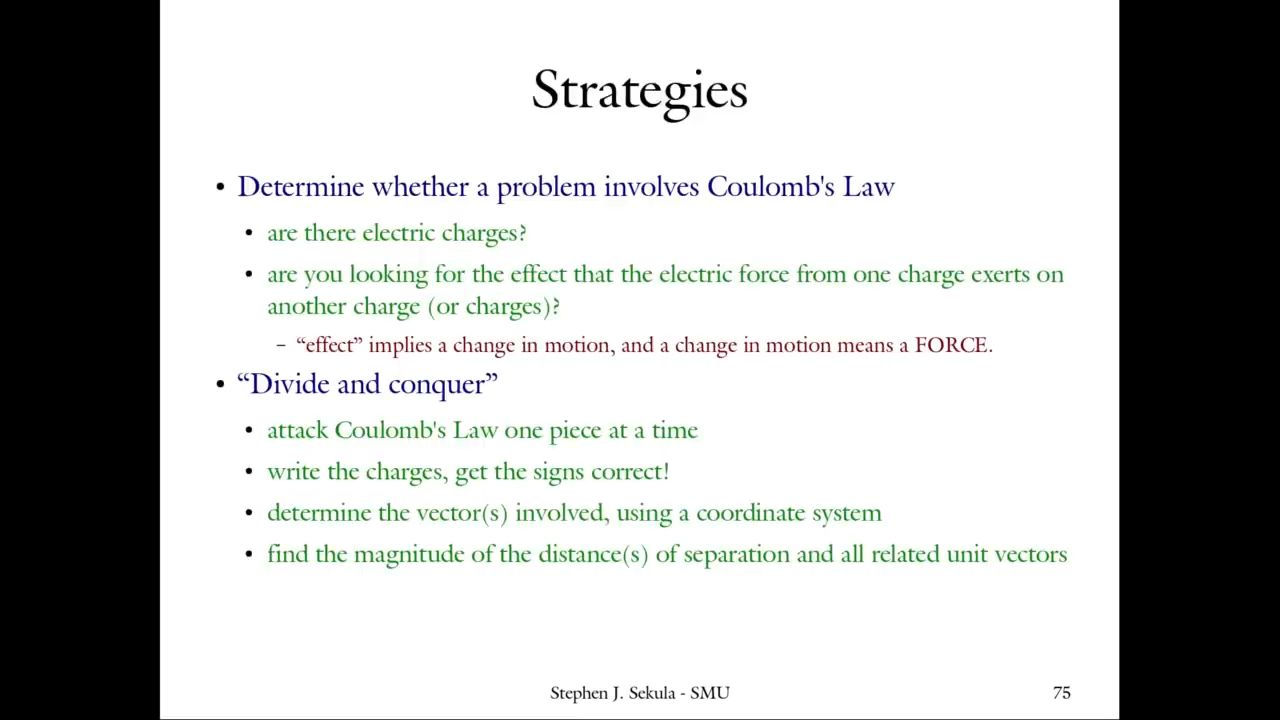 Strategies
• Determine whether a problem involves Coulomb's Law
• are there electric charges?
• are you looking for the effect that the electric force from one charge exerts on
another charge (or charges)?
– “effect” implies a change in motion, and a change in motion means a FORCE.
• “Divide and conquer”
• attack Coulomb's Law one piece at a time
• write the charges, get the signs correct!
• determine the vector(s) involved, using a coordinate system
• find the magnitude of the distance(s) of separation and all related unit vectors
Stephen J. Sekula - SMU
75